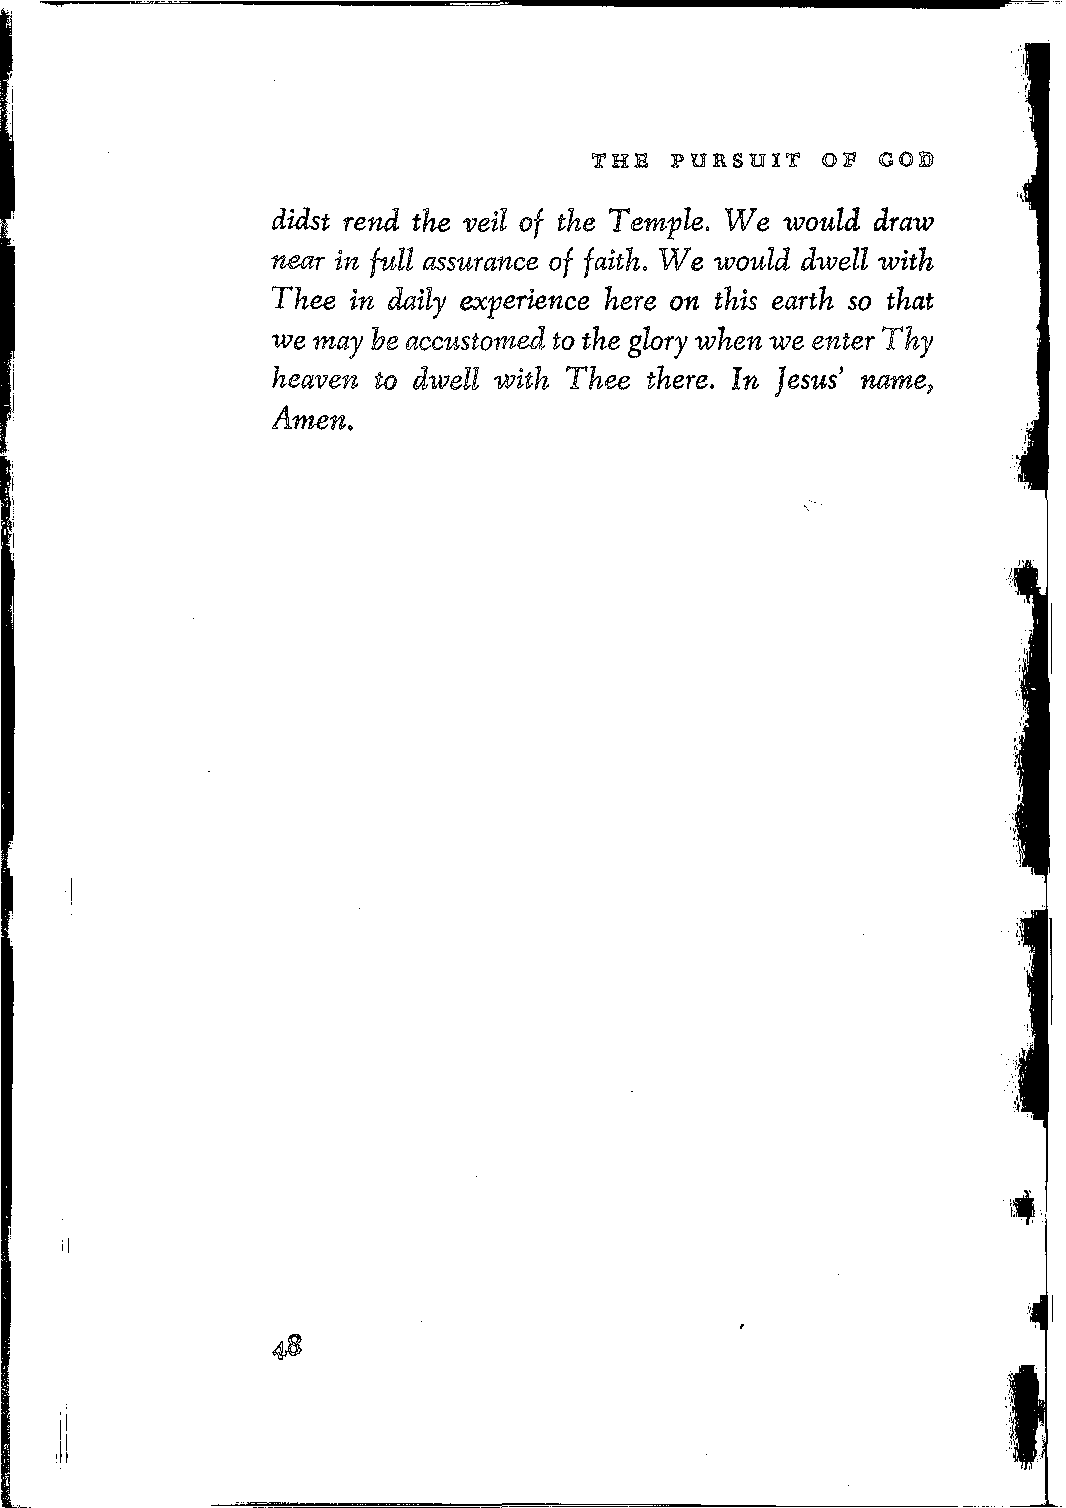 THE PURSUIT OF GOD
didst rend the veil of the Temple. We would draw
near in full assurance of faith. We would dwell with
Thee in daily experience here on this earth so that
we may be accustomed to the glory when we enter Thy
heaven to dwell with Thee there. In Jesus' name,
Amen.
48